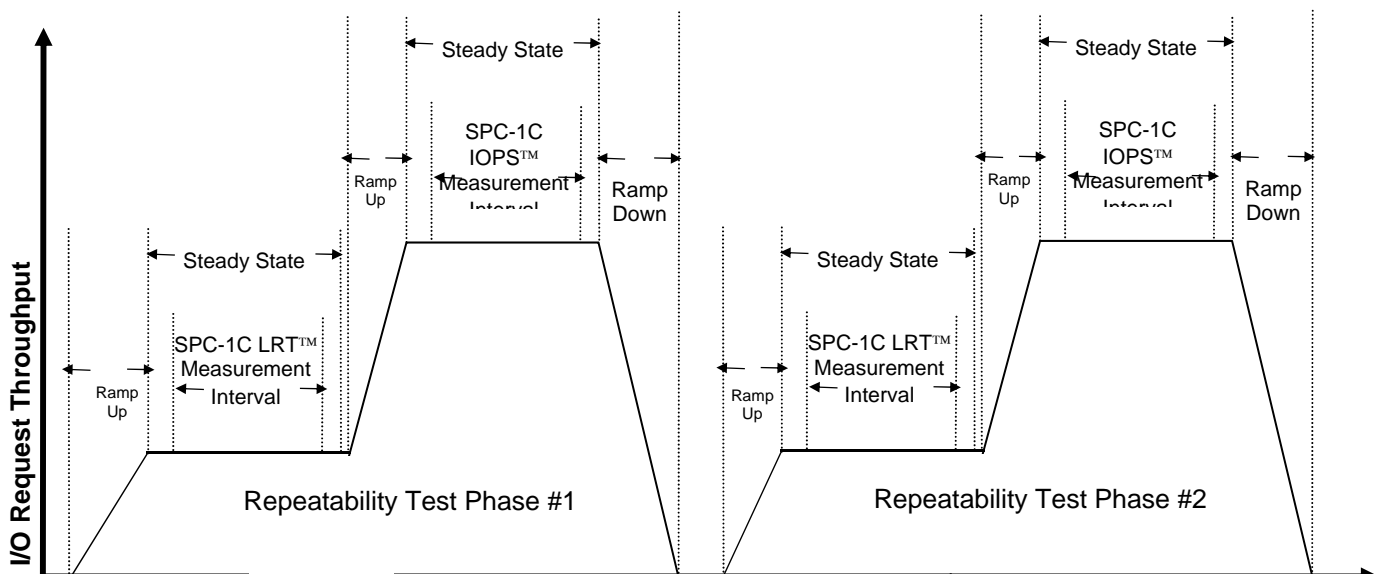 I/O Request Throughput
Steady State
SPC-1C
IOPS™
Measurement
Interval
Ramp
Up
Ramp
Down
Steady State
SPC-1C LRT™
Measurement
Interval
Ramp
Up
Repeatability Test Phase #1
Steady State
SPC-1C
IOPS™
Measurement
Interval
Ramp
Up
Ramp
Down
Steady State
SPC-1C LRT™
Measurement
Interval
Ramp
Up
Repeatability Test Phase #2